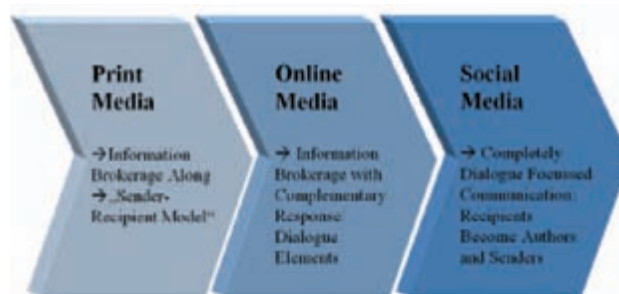 Print
Media
→Information
Brokerage Along
→„Sender-
Recipient Model“
Online
Media
→ Information
Brokerage with
Complementary
Response
Dialogue
Elements
Social
Media
→ Completely
Dialogue Focussed
Communication;
Recipients
Become Authors
and Senders